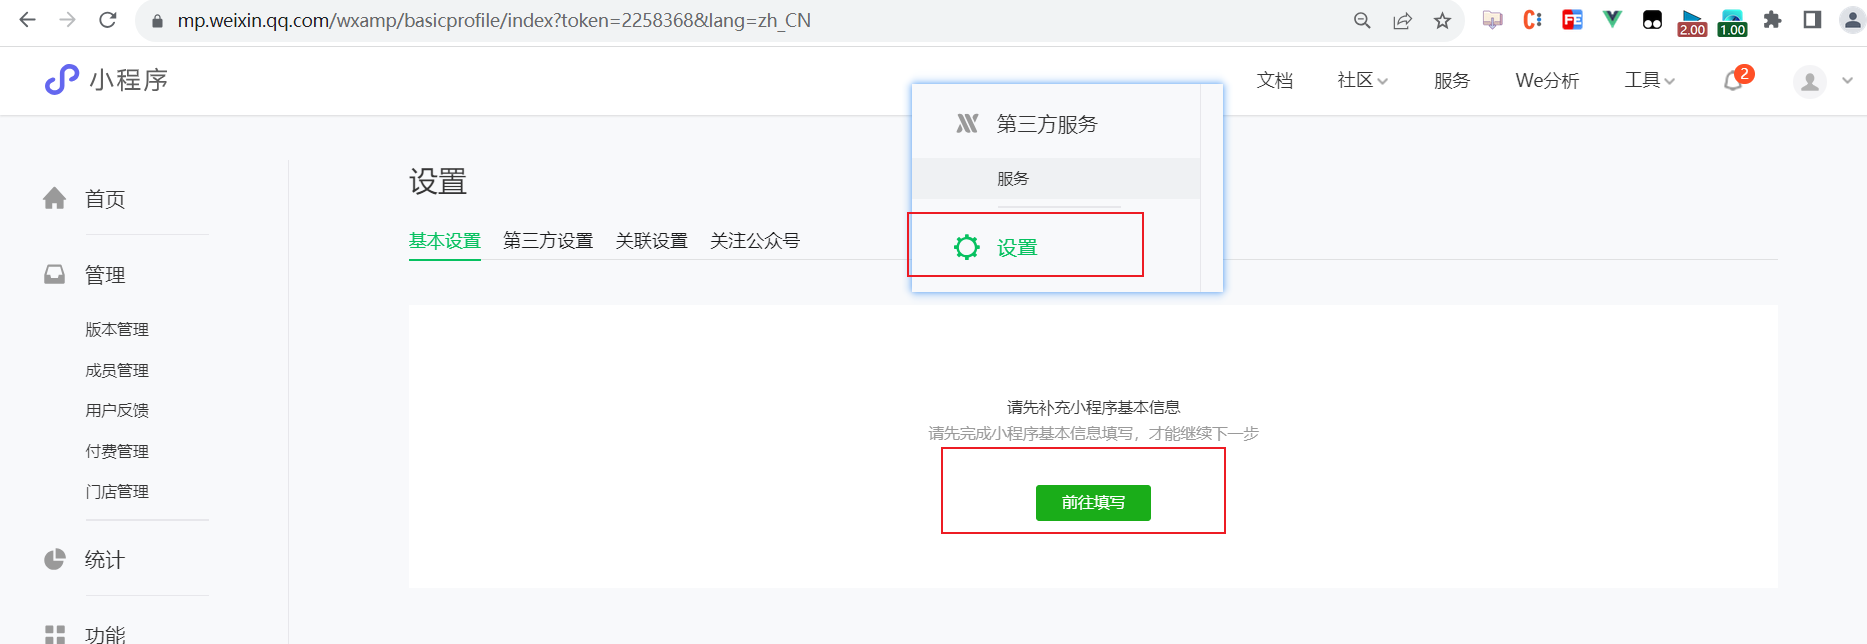 mp.weixin.qq.com/wxamp/basicprofile/index?token=2258368&lang=zh_CN
2.00
1.00
小程序
文档
社区
服务
We分析
工具
2
第三方服务
服务
设置
首页
管理
版本管理
成员管理
用户反馈
付费管理
门店管理
统计
功能
设置
基本设置
第三方设置
关联设置
关注公众号
请先补充小程序基本信息
请先完成小程序基本信息填写，才能继续下一步
前往填写